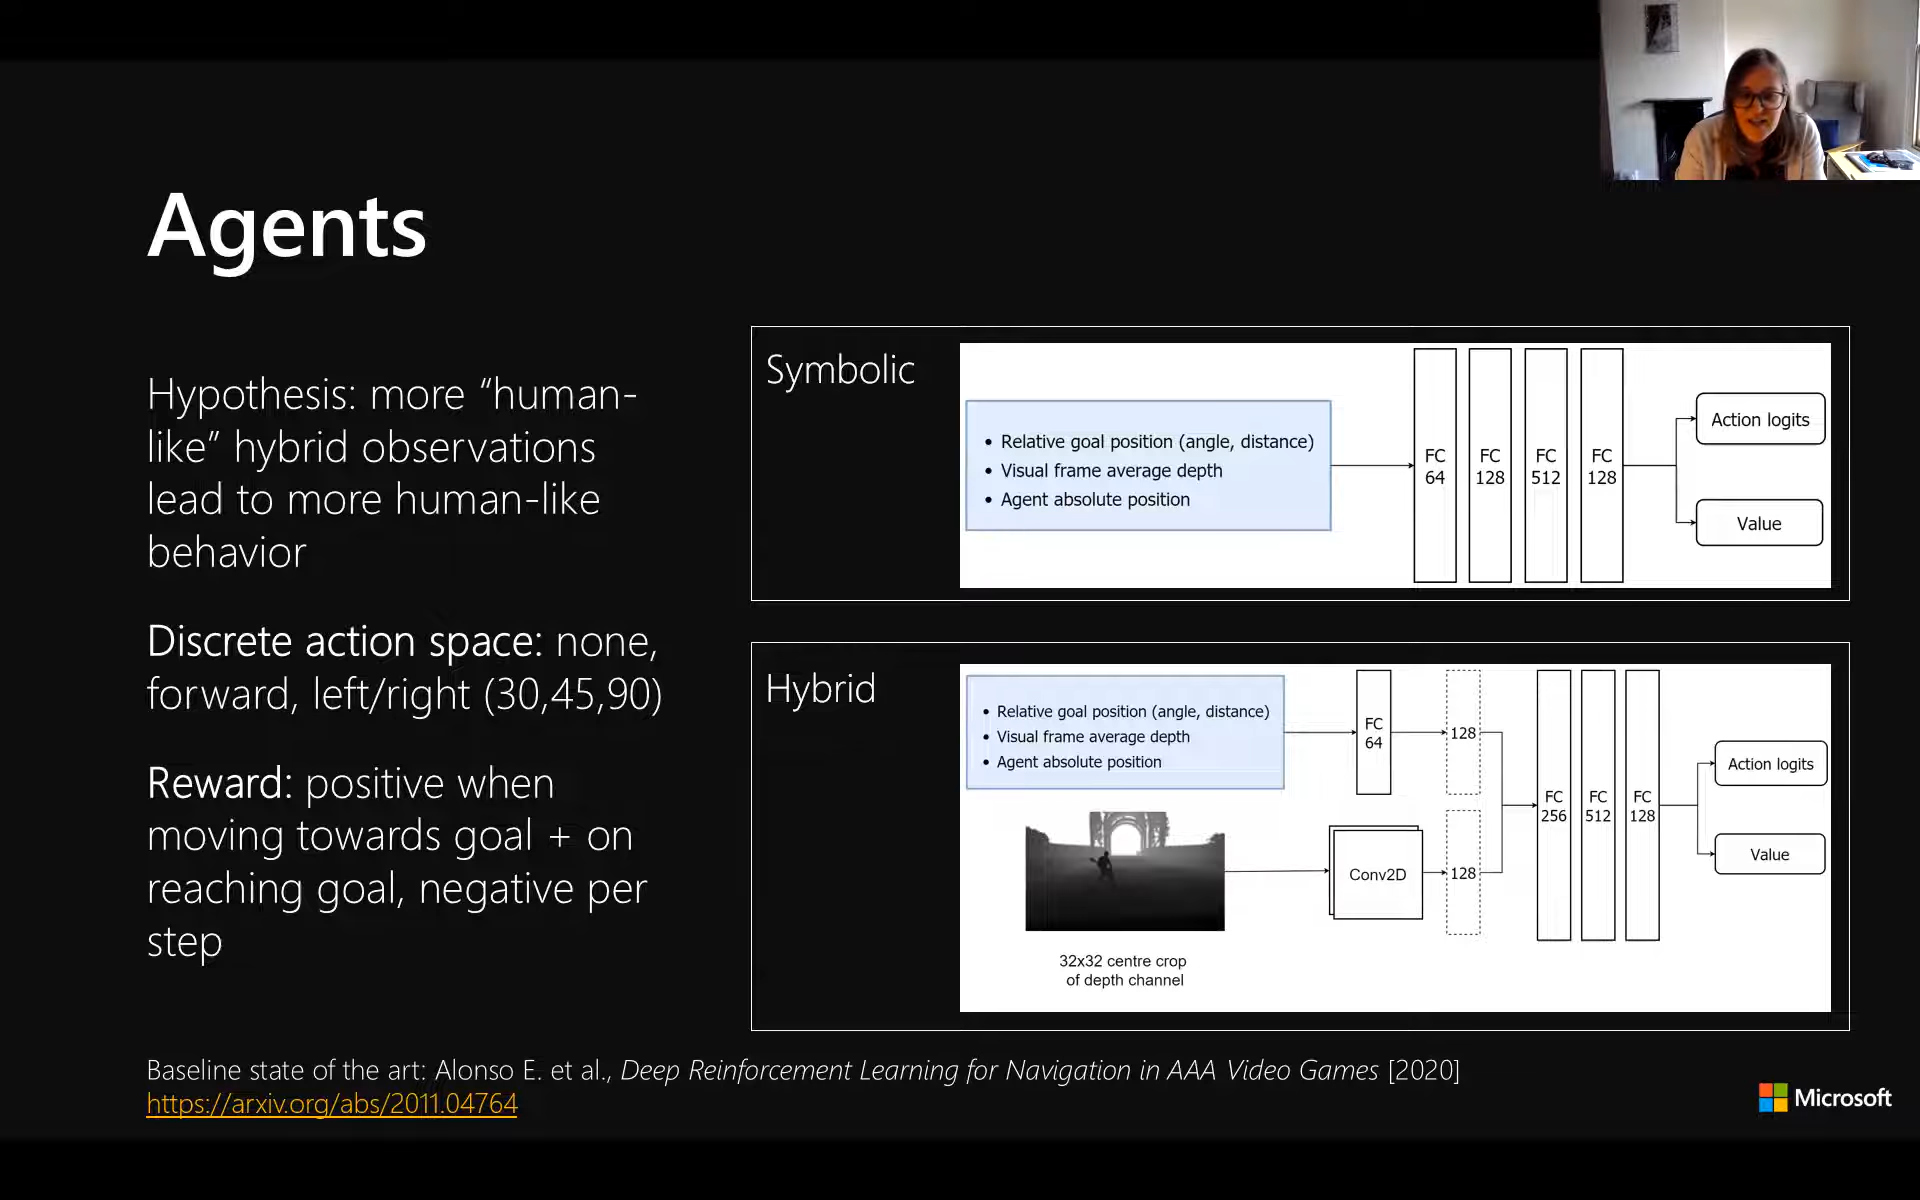 Agents
Hypothesis: more “human-
like” hybrid observations
lead to more human-like
behavior
Discrete action space: none,
forward, left/right (30,45,90)
Reward: positive when
moving towards goal + on
reaching goal, negative per
step
Symbolic
• Relative goal position (angle, distance)
• Visual frame average depth
• Agent absolute position
FC
64
FC
128
FC
512
FC
128
Action logits
Value
Hybrid
• Relative goal position (angle, distance)
• Visual frame average depth
• Agent absolute position
FC
64
128
32x32 centre crop
of depth channel
Conv2D
128
FC
256
FC
512
FC
128
Action logits
Value
Baseline state of the art: Alonso E. et al., Deep Reinforcement Learning for Navigation in AAA Video Games [2020]
https://arxiv.org/abs/2011.04764
Microsoft